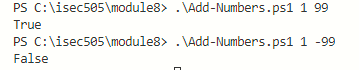 PS C:\isec505\module8> .\Add-Numbers.ps1 1 99
True
PS C:\isec505\module8> .\Add-Numbers.ps1 1 -99
False